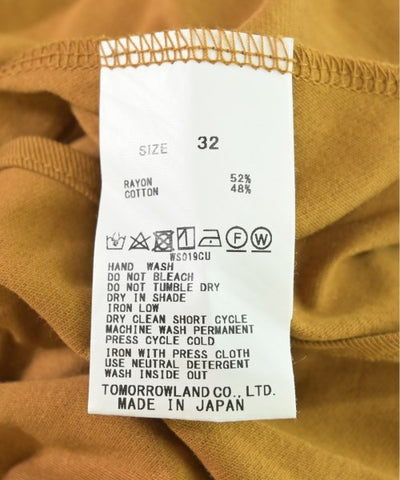 SIZE 32
RAYON 52%
COTTON 48%
F W
WS019CU
HAND WASH
DO NOT BLEACH
DO NOT TUMBLE DRY
DRY IN SHADE
IRON LOW
DRY CLEAN SHORT CYCLE
MACHINE WASH PERMANENT
PRESS CYCLE COLD
IRON WITH PRESS CLOTH
USE NEUTRAL DETERGENT
WASH INSIDE OUT
TOMORROWLAND CO., LTD.
MADE IN JAPAN